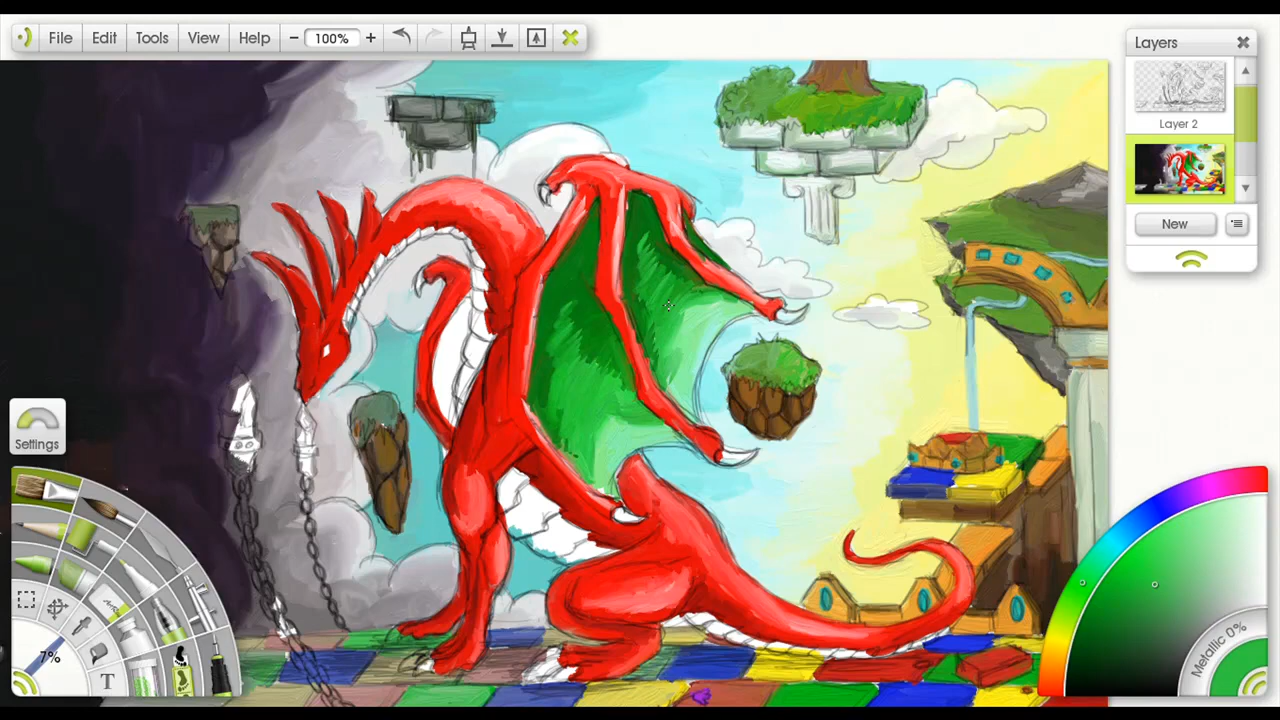 File Edit Tools View Help − 100% +
Layers
Layer 2
New
Settings
7%
T
Metallic 0%